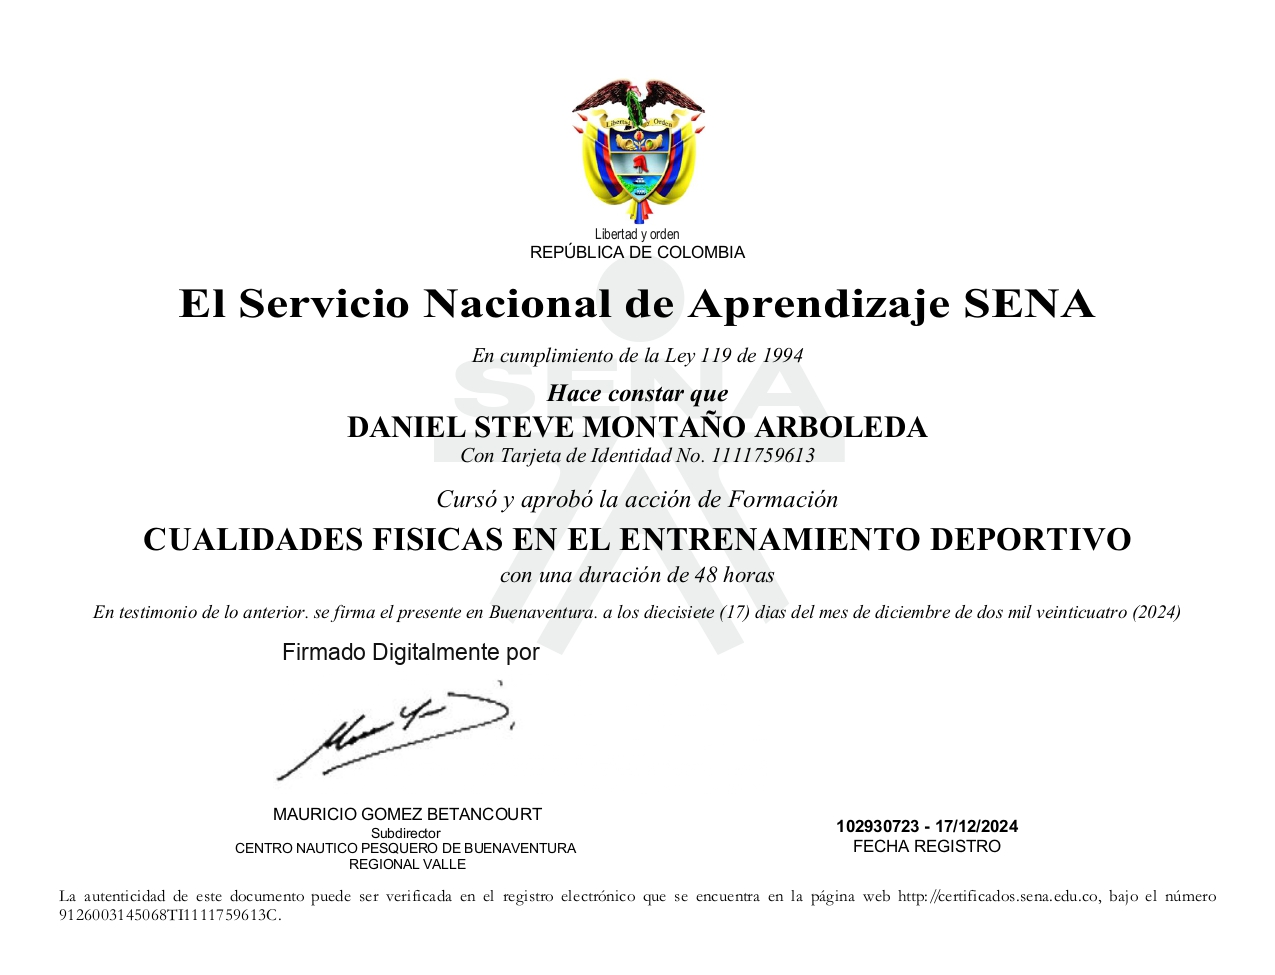 Libertad y Orden
Libertad y orden
REPÚBLICA DE COLOMBIA
El Servicio Nacional de Aprendizaje SENA
En cumplimiento de la Ley 119 de 1994
SENA
Hace constar que
DANIEL STEVE MONTAÑO ARBOLEDA
Con Tarjeta de Identidad No. 1111759613
Cursó y aprobó la acción de Formación
CUALIDADES FISICAS EN EL ENTRENAMIENTO DEPORTIVO
con una duración de 48 horas
En testimonio de lo anterior. se firma el presente en Buenaventura. a los diecisiete (17) dias del mes de diciembre de dos mil veinticuatro (2024)
Firmado Digitalmente por
MAURICIO GOMEZ BETANCOURT
Subdirector
CENTRO NAUTICO PESQUERO DE BUENAVENTURA
REGIONAL VALLE
102930723 - 17/12/2024
FECHA REGISTRO
La autenticidad de este documento puede ser verificada en el registro electrónico que se encuentra en la página web http://certificados.sena.edu.co, bajo el número
9126003145068TI1111759613C.